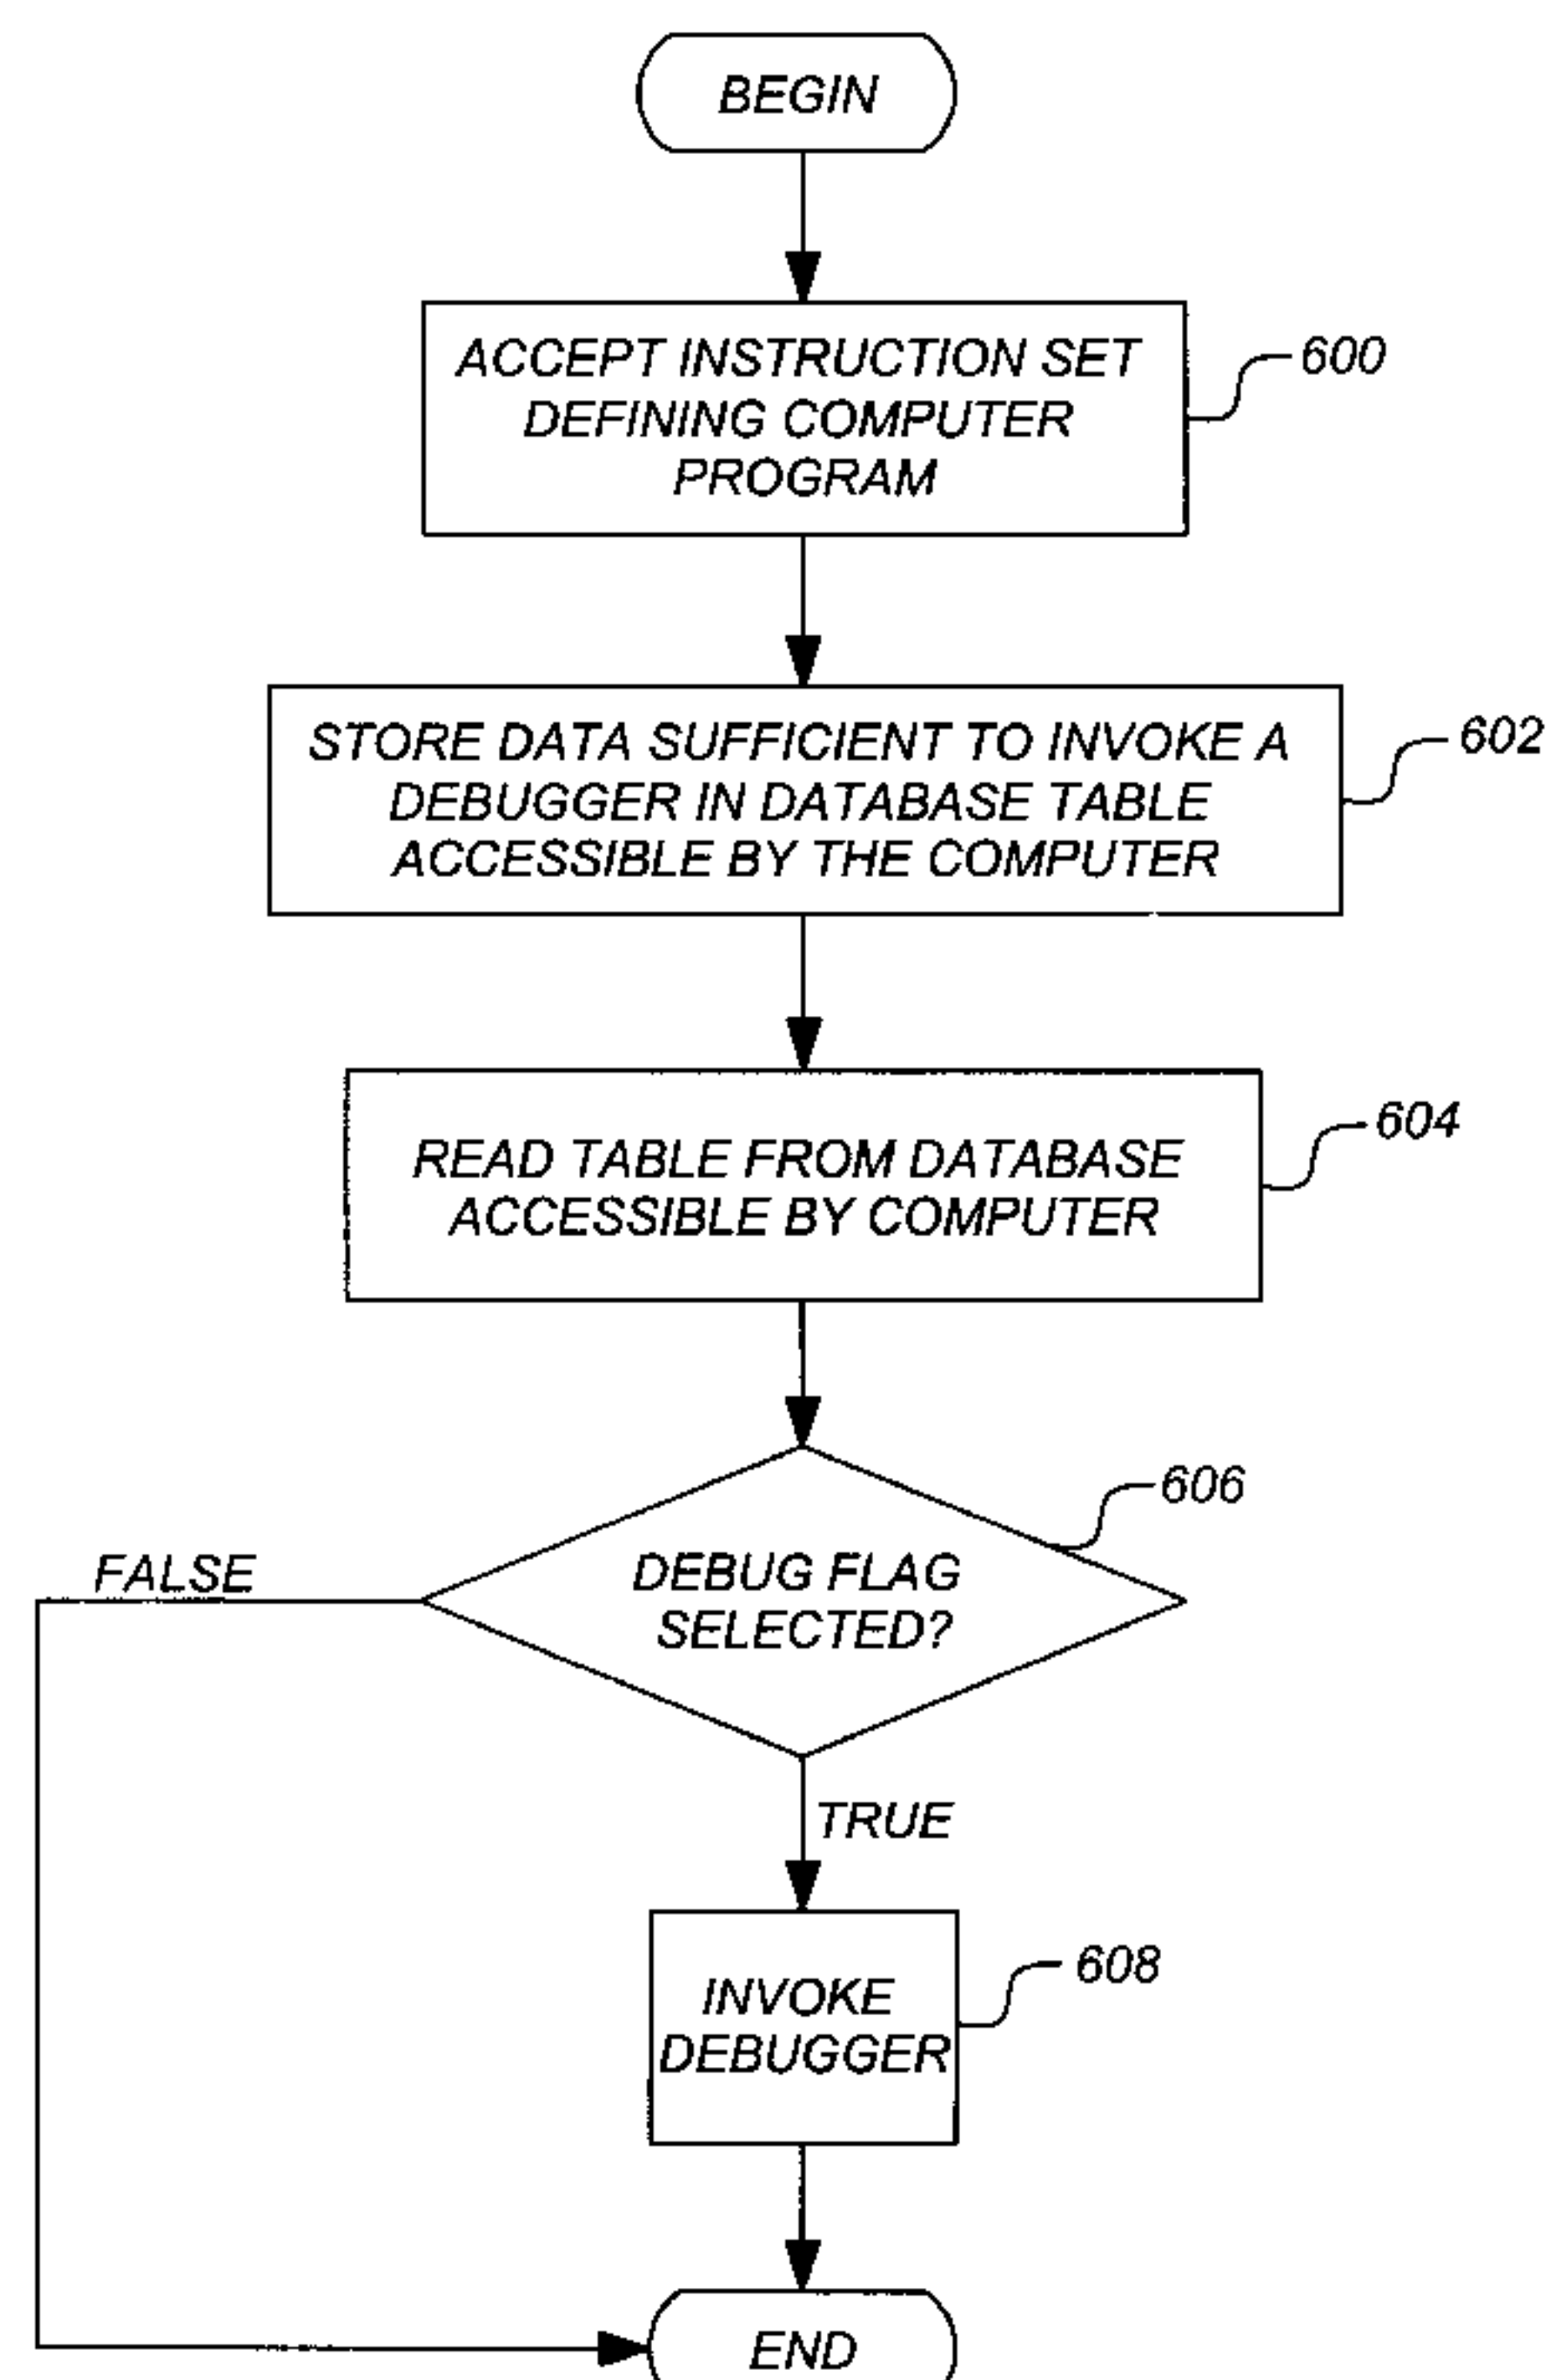 BEGIN
ACCEPT INSTRUCTION SET
DEFINING COMPUTER
PROGRAM
600
STORE DATA SUFFICIENT TO INVOKE A
DEBUGGER IN DATABASE TABLE
ACCESSIBLE BY THE COMPUTER
602
READ TABLE FROM DATABASE
ACCESSIBLE BY COMPUTER
604
DEBUG FLAG
SELECTED?
606
FALSE
TRUE
INVOKE
DEBUGGER
608
END